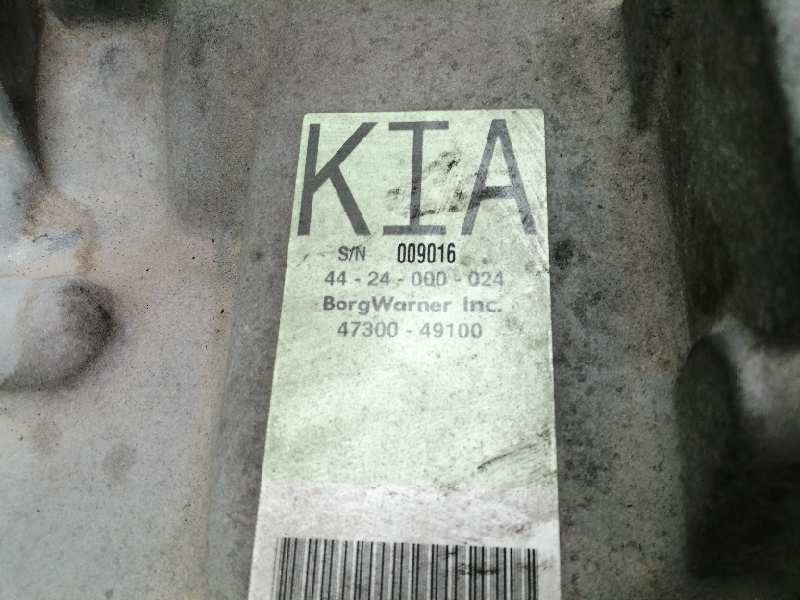 KIA
S/N 009016
44 - 24 - 000 - 024
BorgWarner Inc.
47300 - 49100